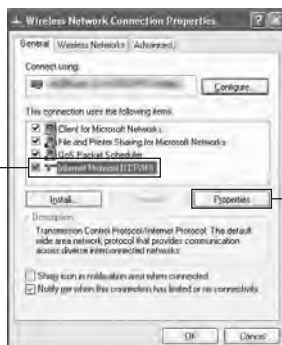 Wireless Network Connection Properties
General Wireless Networks Advanced
Connect using:
Configure...
This connection uses the following items:
Client for Microsoft Networks
File and Printer Sharing for Microsoft Networks
QoS Packet Scheduler
Internet Protocol (TCP/IP)
Install...
Properties
Description
Transmission Control Protocol/Internet Protocol. The default
wide area network protocol that provides communication
across diverse interconnected networks.
Show icon in notification area when connected
Notify me when this connection has limited or no connectivity
OK Cancel